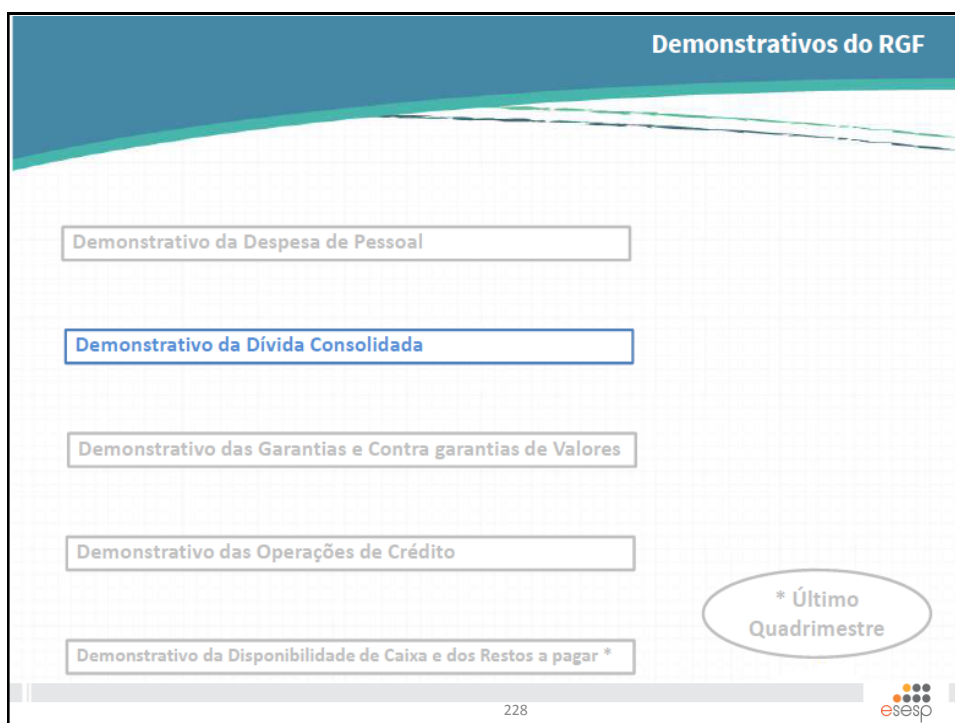 Demonstrativos do RGF
Demonstrativo da Despesa de Pessoal
Demonstrativo da Dívida Consolidada
Demonstrativo das Garantias e Contra garantias de Valores
Demonstrativo das Operações de Crédito
* Último
Quadrimestre
Demonstrativo da Disponibilidade de Caixa e dos Restos a pagar *
228
esesp